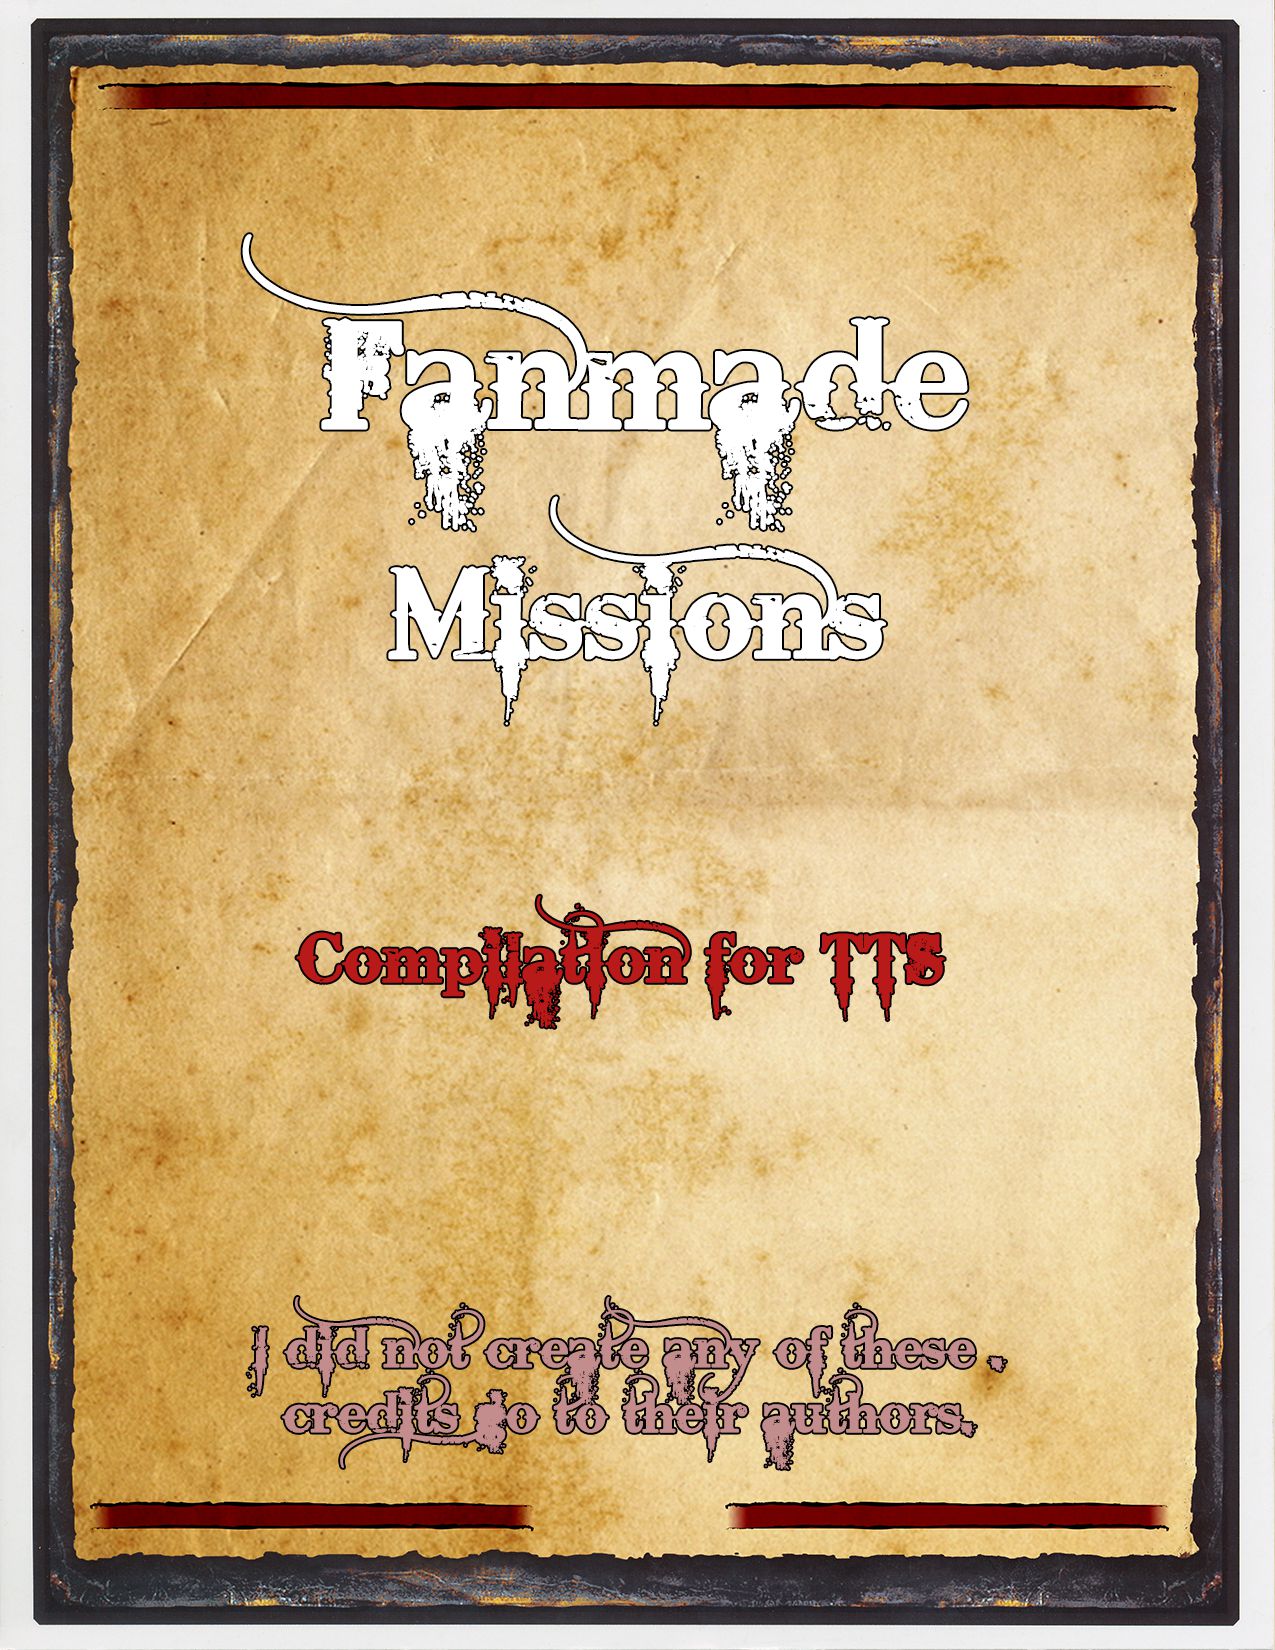 Fanmade
Missions
Compilation for TTS
I did not create any of these .
credits go to their authors.